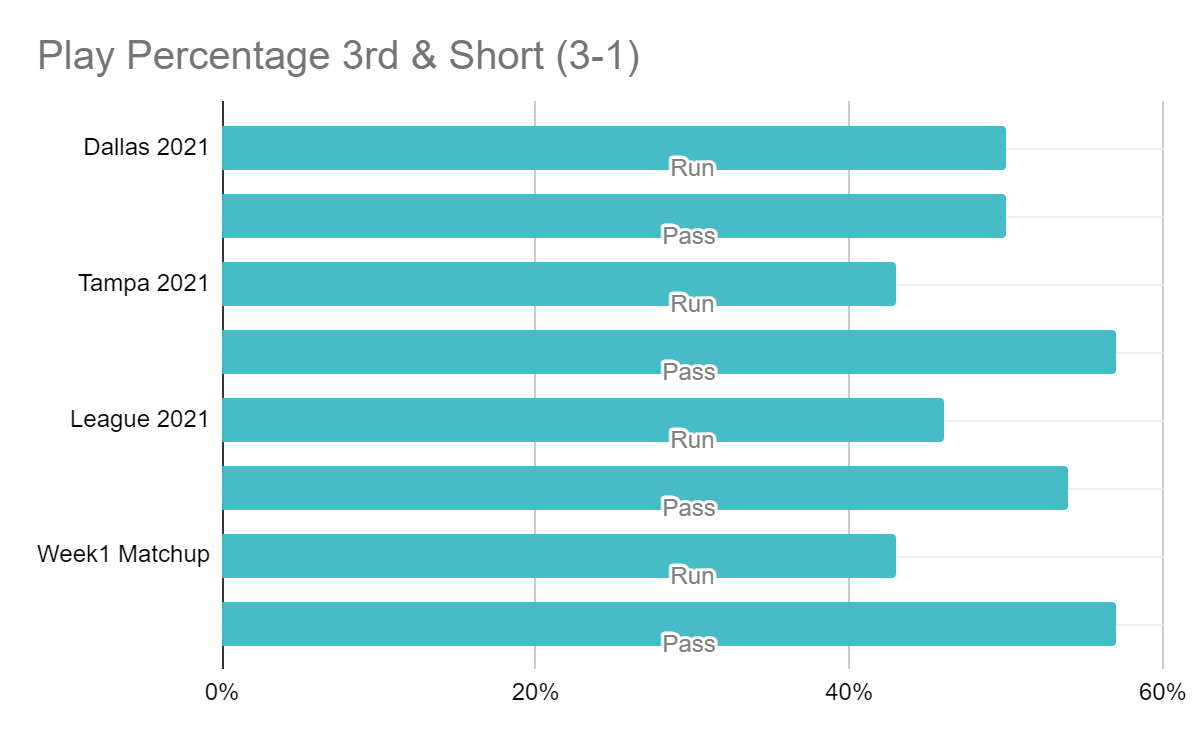 Play Percentage 3rd & Short (3-1)
Dallas 2021
Run
Pass
Tampa 2021
Run
Pass
League 2021
Run
Pass
Week1 Matchup
Run
Pass
0% 20% 40% 60%